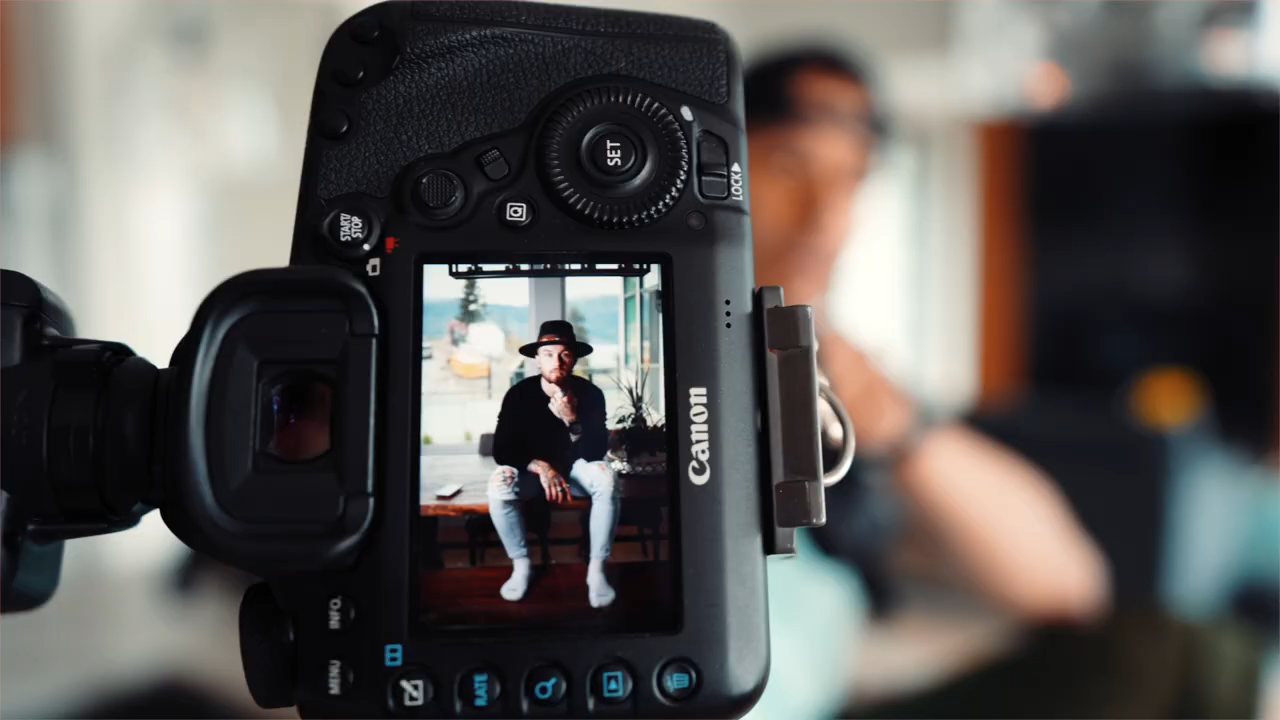 SET
LOCK
Q
START/
STOP
Canon
INFO.
MENU
RATE